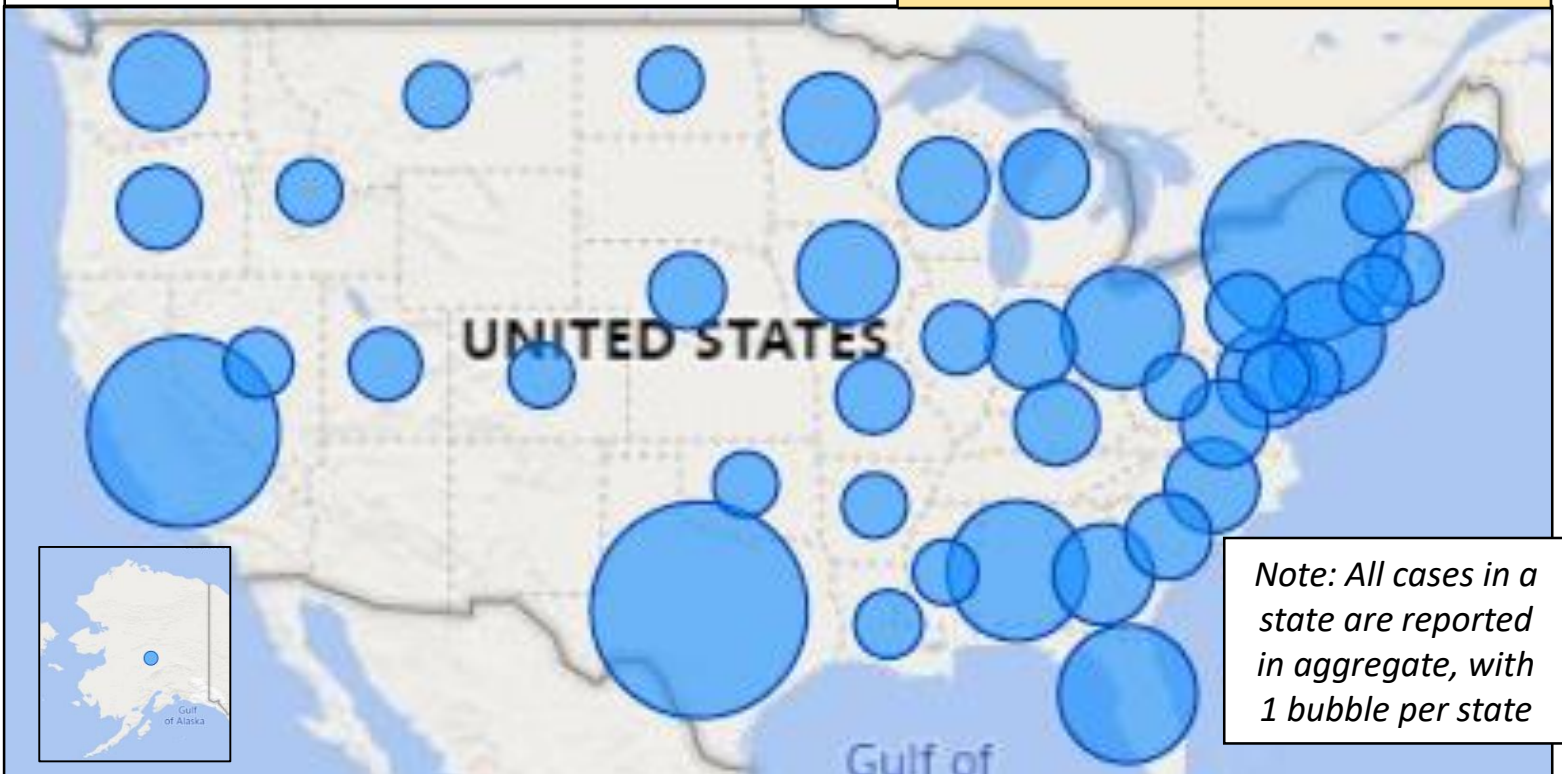 UNITED STATES
Note: All cases in a
state are reported
in aggregate, with
1 bubble per state
Gulf
of Alaska
Gulf of